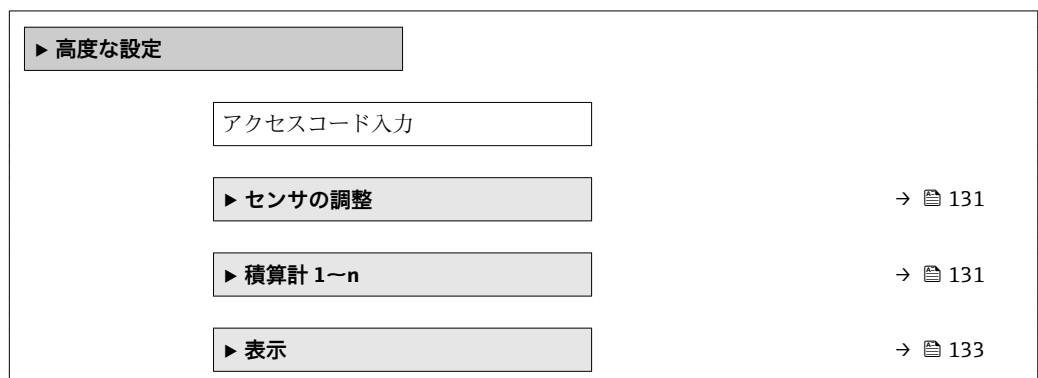 ▶ 高度な設定
アクセスコード入力
▶ センサの調整 → 131
▶ 積算計 1～n → 131
▶ 表示 → 133